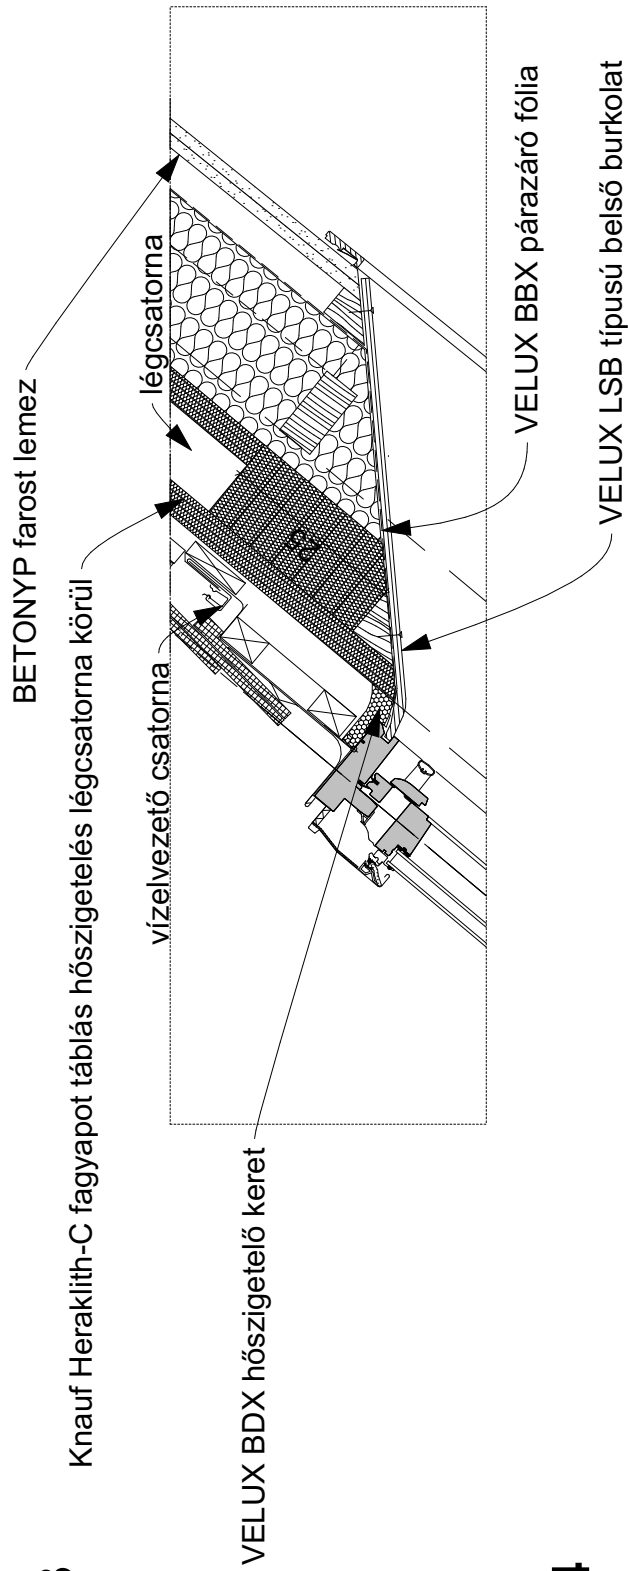 BETONYP farost lemez
Knauf Heraklith-C fagyapot táblás hőszigetelés légcsatorna körül
vízelvezető csatorna
légcsatorna
VELUX BDX hőszigetelő keret
VELUX BBX párazáró fólia
VELUX LSB típusú belső burkolat